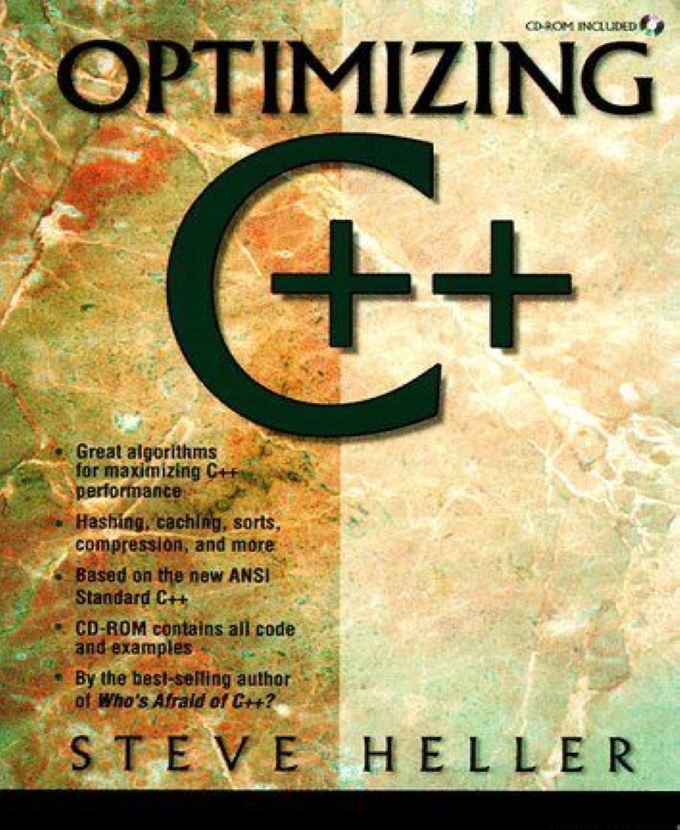 CD-ROM INCLUDED
OPTIMIZING
C++
• Great algorithms
for maximizing C++
performance
• Hashing, caching, sorts,
compression, and more
• Based on the new ANSI
Standard C++
• CD-ROM contains all code
and examples
• By the best-selling author
of Who's Afraid of C++?
STEVE HELLER